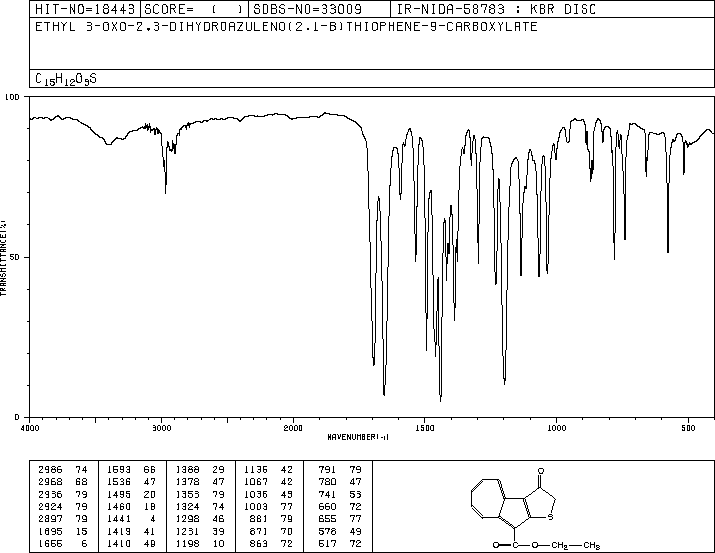 HIT-NO=18443 SCORE= ( ) SDBS-NO=33009 IR-NIDA-58783 : KBR DISC
ETHYL 3-OXO-2,3-DIHYDROAZULENO(2,1-B)THIOPHENE-9-CARBOXYLATE
C15H12O3S
100
50
0
TRANSMITTANCE(%)
4000 3000 2000 1500 1000 500
WAVENUMBER(-1)
2986 74 1593 66 1388 29 1136 42 791 79
2968 68 1536 47 1378 47 1067 42 780 47
2936 79 1495 20 1353 79 1036 43 741 53
2924 79 1460 18 1324 74 1003 77 660 72
2897 79 1441 4 1298 46 881 79 655 77
1695 15 1419 41 1231 39 871 70 578 49
1655 6 1410 49 1198 10 863 72 517 72
O
S
O C O CH2 CH3